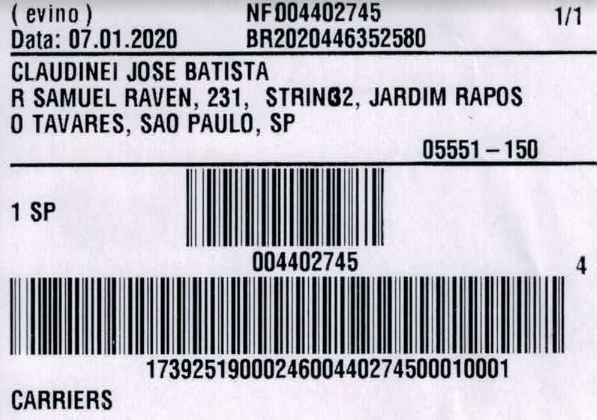 ( evino ) NF004402745 1/1
Data: 07.01.2020 BR2020446352580
CLAUDINEI JOSE BATISTA
R SAMUEL RAVEN, 231, , JARDIM RAPOS
O TAVARES, SAO PAULO, SP
05551-150
1 SP
004402745
4
1739251900024600440274500010001
CARRIERS